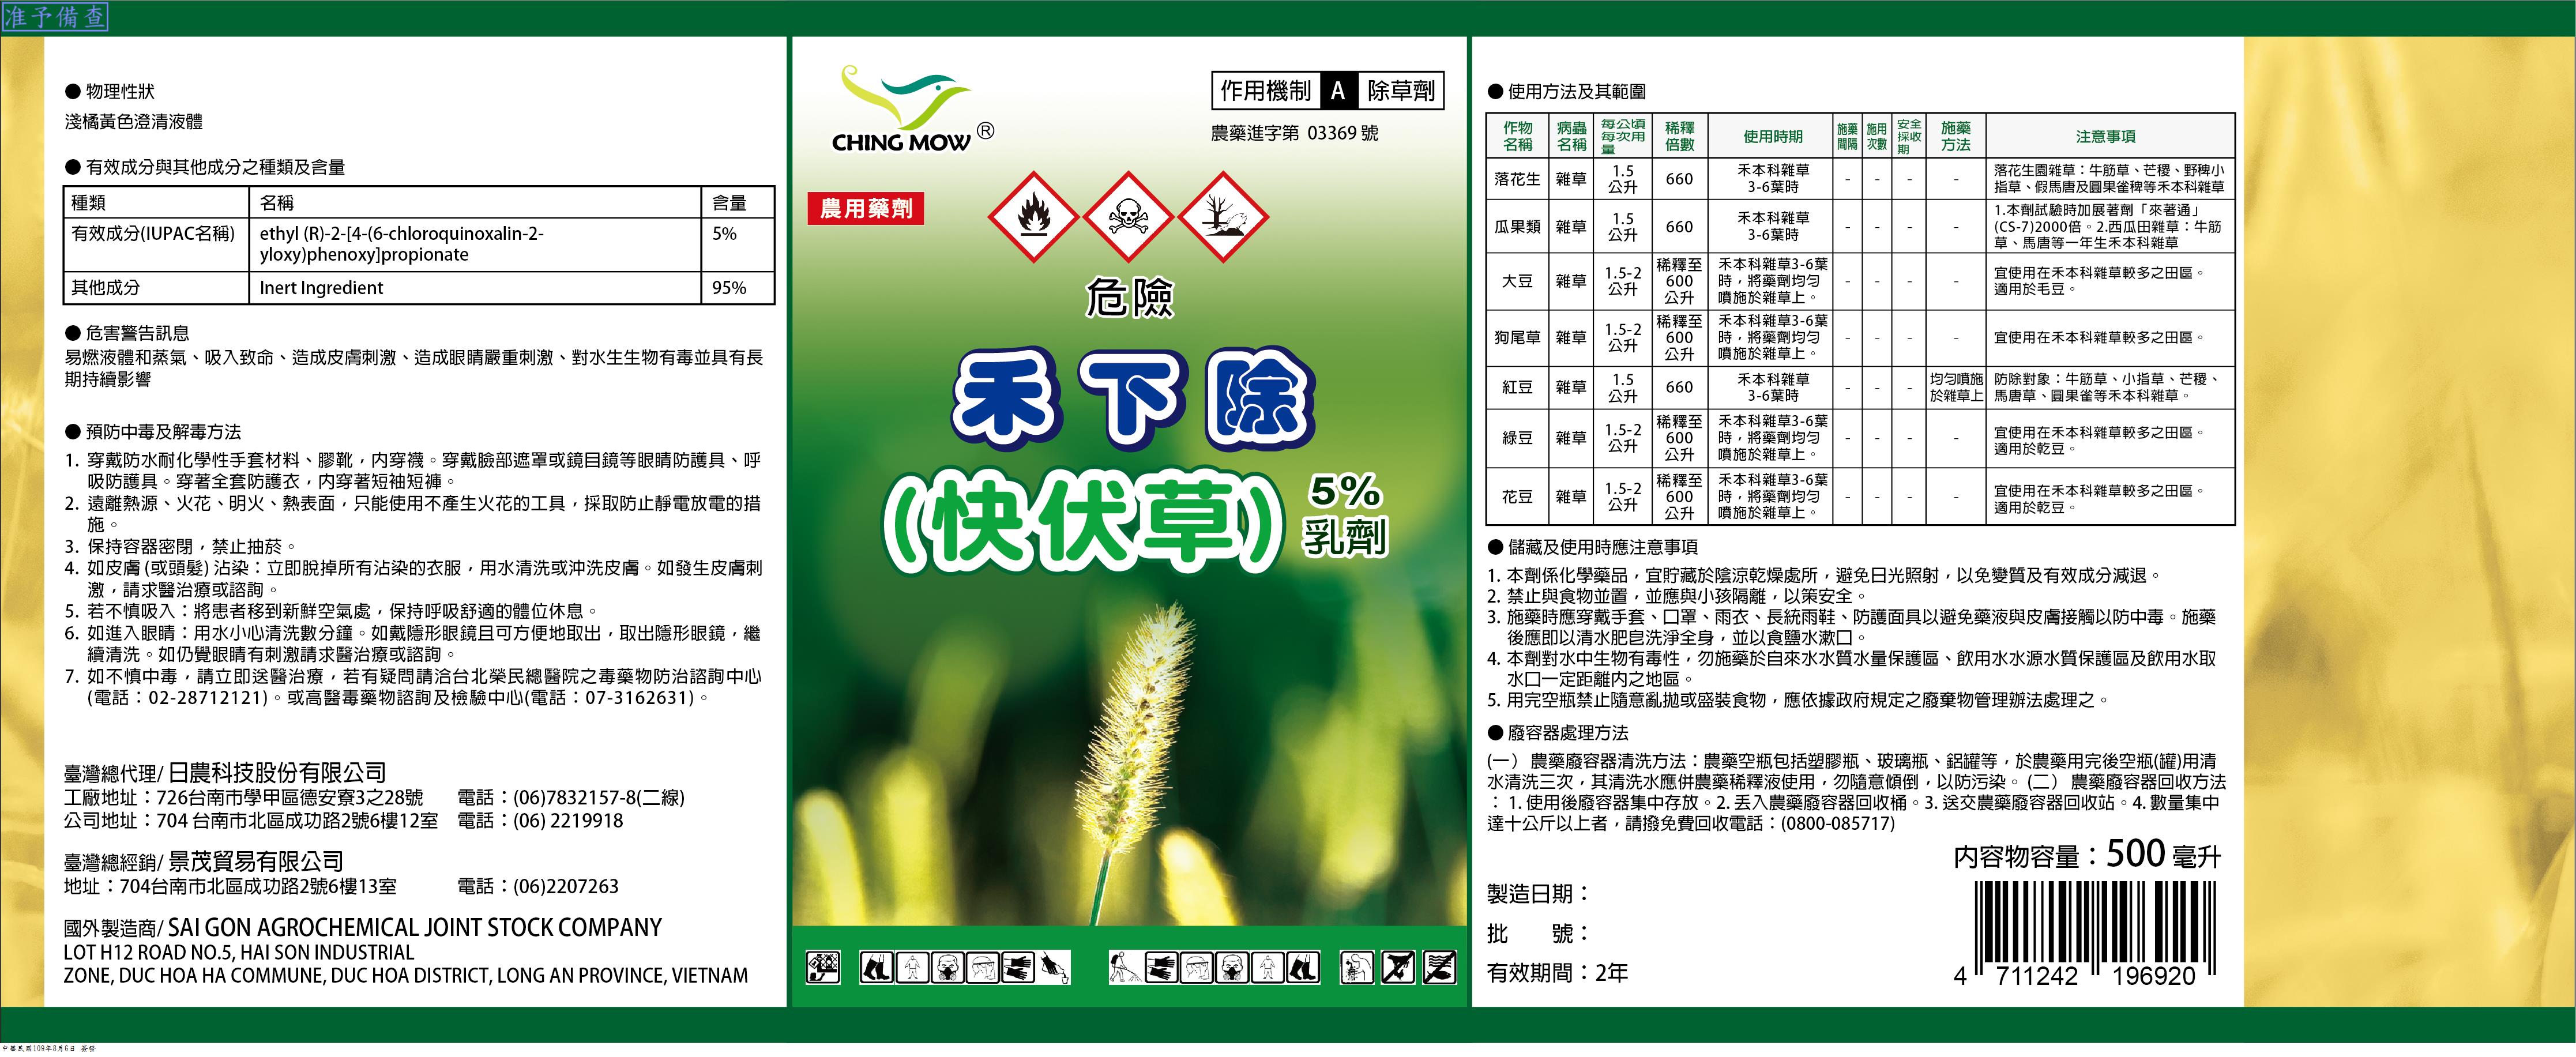 准予備查
● 物理性狀
淺橘黃色澄清液體
● 有效成分與其他成分之種類及含量
種類 名稱 含量
有效成分(IUPAC名稱) ethyl (R)-2-[4-(6-chloroquinoxalin-2- 5%
yloxy)phenoxy]propionate
其他成分 Inert Ingredient 95%
● 危害警告訊息
易燃液體和蒸氣、吸入致命、造成皮膚刺激、造成眼睛嚴重刺激、對水生生物有毒並具有長
期持續影響
● 預防中毒及解毒方法
1. 穿戴防水耐化學性手套材料、膠靴，內穿襪。穿戴臉部遮罩或鏡目鏡等眼睛防護具、呼
吸防護具。穿著全套防護衣，內穿著短袖短褲。
2. 遠離熱源、火花、明火、熱表面，只能使用不產生火花的工具，採取防止靜電放電的措
施。
3. 保持容器密閉，禁止抽菸。
4. 如皮膚 (或頭髮) 沾染：立即脫掉所有沾染的衣服，用水清洗或沖洗皮膚。如發生皮膚刺
激，請求醫治療或諮詢。
5. 若不慎吸入：將患者移到新鮮空氣處，保持呼吸舒適的體位休息。
6. 如進入眼睛：用水小心清洗數分鐘。如戴隱形眼鏡且可方便地取出，取出隱形眼鏡，繼
續清洗。如仍覺眼睛有刺激請求醫治療或諮詢。
7. 如不慎中毒，請立即送醫治療，若有疑問請洽台北榮民總醫院之毒藥物防治諮詢中心
(電話：02-28712121)。或高醫毒藥物諮詢及檢驗中心(電話：07-3162631)。
臺灣總代理/ 日農科技股份有限公司
工廠地址：726台南市學甲區德安寮3之28號 電話：(06)7832157-8(二線)
公司地址：704 台南市北區成功路2號6樓12室 電話：(06) 2219918
臺灣總經銷/ 景茂貿易有限公司
地址：704台南市北區成功路2號6樓13室 電話：(06)2207263
國外製造商/ SAI GON AGROCHEMICAL JOINT STOCK COMPANY
LOT H12 ROAD NO.5, HAI SON INDUSTRIAL
ZONE, DUC HOA HA COMMUNE, DUC HOA DISTRICT, LONG AN PROVINCE, VIETNAM
CHING MOW ®
作用機制 A 除草劑
農藥進字第 03369 號
農用藥劑
危險
禾下除
(快伏草)
5%
乳劑
● 使用方法及其範圍
作物名稱 病蟲名稱 每公頃每次用量 稀釋倍數 使用時期 施藥間隔 施用次數 安全採收期 施藥方法 注意事項
落花生 雜草 1.5公升 660 禾本科雜草3-6葉時 - - - - 落花生園雜草：牛筋草、芒稷、野稗小指草、假馬唐及圓果雀稗等禾本科雜草
瓜果類 雜草 1.5公升 660 禾本科雜草3-6葉時 - - - - 1.本劑試驗時加展著劑「來著通」(CS-7)2000倍。2.西瓜田雜草：牛筋草、馬唐等一年生禾本科雜草
大豆 雜草 1.5-2公升 稀釋至600公升 禾本科雜草3-6葉時，將藥劑均勻噴施於雜草上。 - - - - 宜使用在禾本科雜草較多之田區。適用於毛豆。
狗尾草 雜草 1.5-2公升 稀釋至600公升 禾本科雜草3-6葉時，將藥劑均勻噴施於雜草上。 - - - - 宜使用在禾本科雜草較多之田區。
紅豆 雜草 1.5公升 660 禾本科雜草3-6葉時 - - - 均勻噴施於雜草上 防除對象：牛筋草、小指草、芒稷、馬唐草、圓果雀等禾本科雜草。
綠豆 雜草 1.5-2公升 稀釋至600公升 禾本科雜草3-6葉時，將藥劑均勻噴施於雜草上。 - - - - 宜使用在禾本科雜草較多之田區。適用於乾豆。
花豆 雜草 1.5-2公升 稀釋至600公升 禾本科雜草3-6葉時，將藥劑均勻噴施於雜草上。 - - - - 宜使用在禾本科雜草較多之田區。適用於乾豆。
● 儲藏及使用時應注意事項
1. 本劑係化學藥品，宜貯藏於陰涼乾燥處所，避免日光照射，以免變質及有效成分減退。
2. 禁止與食物並置，並應與小孩隔離，以策安全。
3. 施藥時應穿戴手套、口罩、雨衣、長統雨鞋、防護面具以避免藥液與皮膚接觸以防中毒。施藥
後應即以清水肥皂洗淨全身，並以食鹽水漱口。
4. 本劑對水中生物有毒性，勿施藥於自來水水質水量保護區、飲用水水源水質保護區及飲用水取
水口一定距離內之地區。
5. 用完空瓶禁止隨意亂拋或盛裝食物，應依據政府規定之廢棄物管理辦法處理之。
● 廢容器處理方法
(一） 農藥廢容器清洗方法：農藥空瓶包括塑膠瓶、玻璃瓶、鋁罐等，於農藥用完後空瓶(罐)用清
水清洗三次，其清洗水應併農藥稀釋液使用，勿隨意傾倒，以防污染。 (二） 農藥廢容器回收方法
：1. 使用後廢容器集中存放。2. 丟入農藥廢容器回收桶。3. 送交農藥廢容器回收站。4. 數量集中
達十公斤以上者，請撥免費回收電話：(0800-085717)
內容物容量：500 毫升
製造日期：
批 號：
有效期間：2年
4 711242 196920
中華民國109年8月6日 簽發